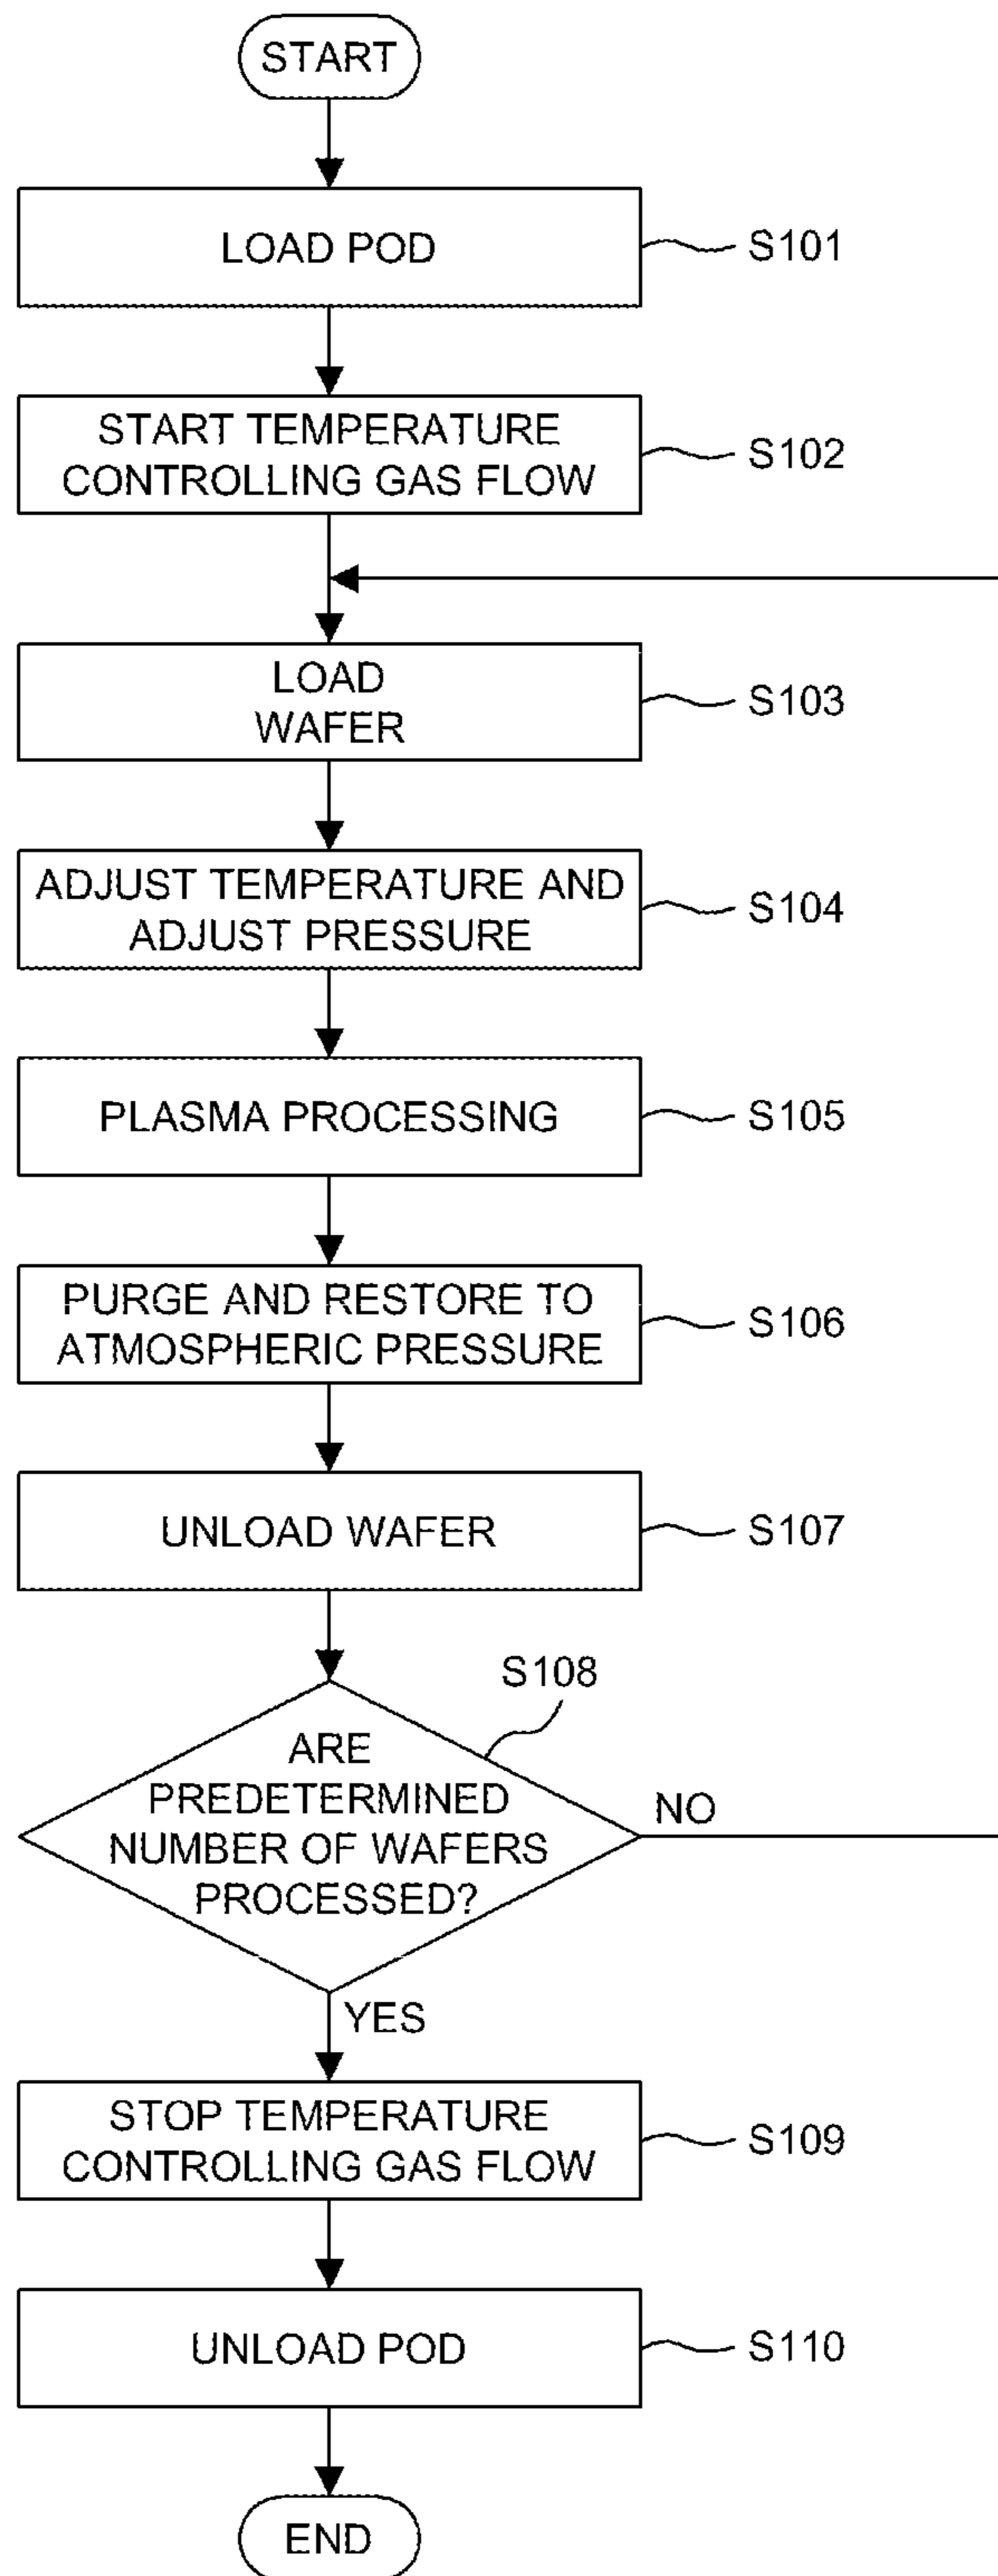 START
LOAD POD
S101
START TEMPERATURE
CONTROLLING GAS FLOW
S102
LOAD
WAFER
S103
ADJUST TEMPERATURE AND
ADJUST PRESSURE
S104
PLASMA PROCESSING
S105
PURGE AND RESTORE TO
ATMOSPHERIC PRESSURE
S106
UNLOAD WAFER
S107
S108
ARE
PREDETERMINED
NUMBER OF WAFERS
PROCESSED?
NO
YES
STOP TEMPERATURE
CONTROLLING GAS FLOW
S109
UNLOAD POD
S110
END